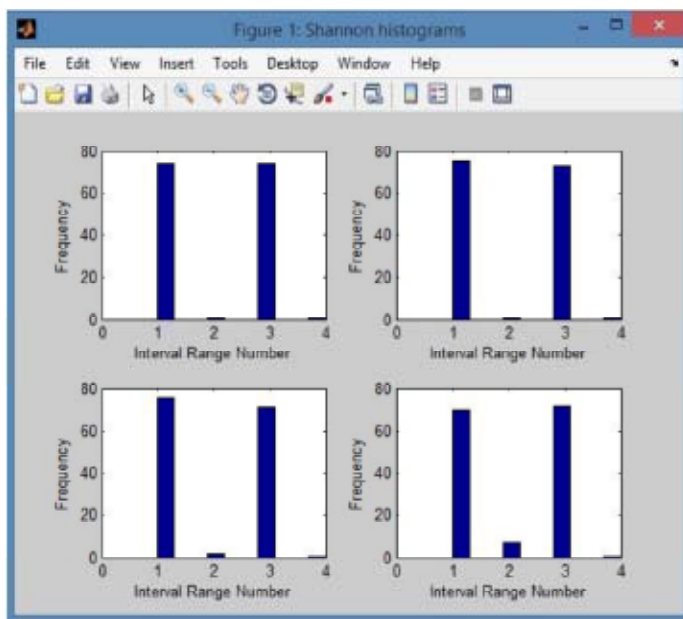 Figure 1: Shannon histograms
File Edit View Insert Tools Desktop Window Help
80
60
40
20
0
Frequency
0 1 2 3 4
Interval Range Number
80
60
40
20
0
Frequency
0 1 2 3 4
Interval Range Number
80
60
40
20
0
Frequency
0 1 2 3 4
Interval Range Number
80
60
40
20
0
Frequency
0 1 2 3 4
Interval Range Number